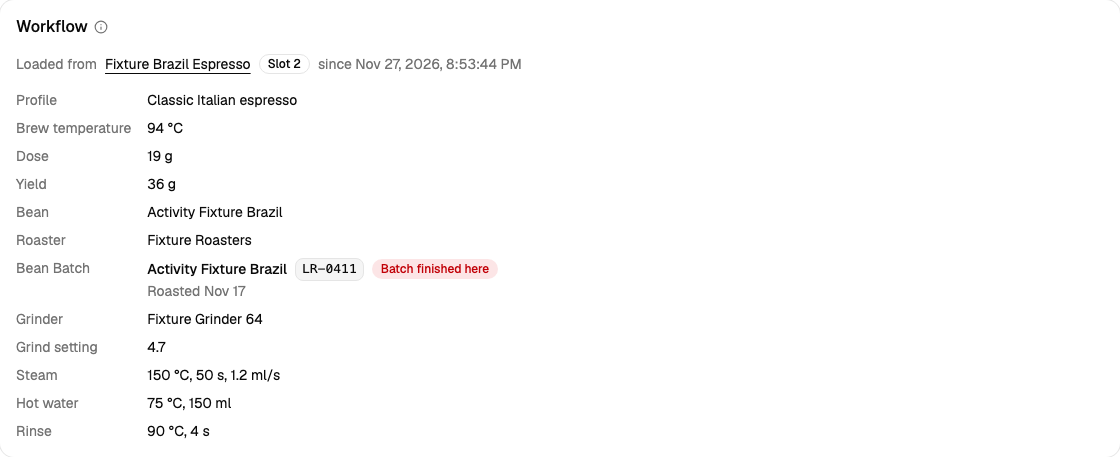 Workflow
Loaded from Fixture Brazil Espresso Slot 2 since Nov 27, 2026, 8:53:44 PM
Profile Classic Italian espresso
Brew temperature 94 °C
Dose 19 g
Yield 36 g
Bean Activity Fixture Brazil
Roaster Fixture Roasters
Bean Batch Activity Fixture Brazil LR-0411 Batch finished here
Roasted Nov 17
Grinder Fixture Grinder 64
Grind setting 4.7
Steam 150 °C, 50 s, 1.2 ml/s
Hot water 75 °C, 150 ml
Rinse 90 °C, 4 s